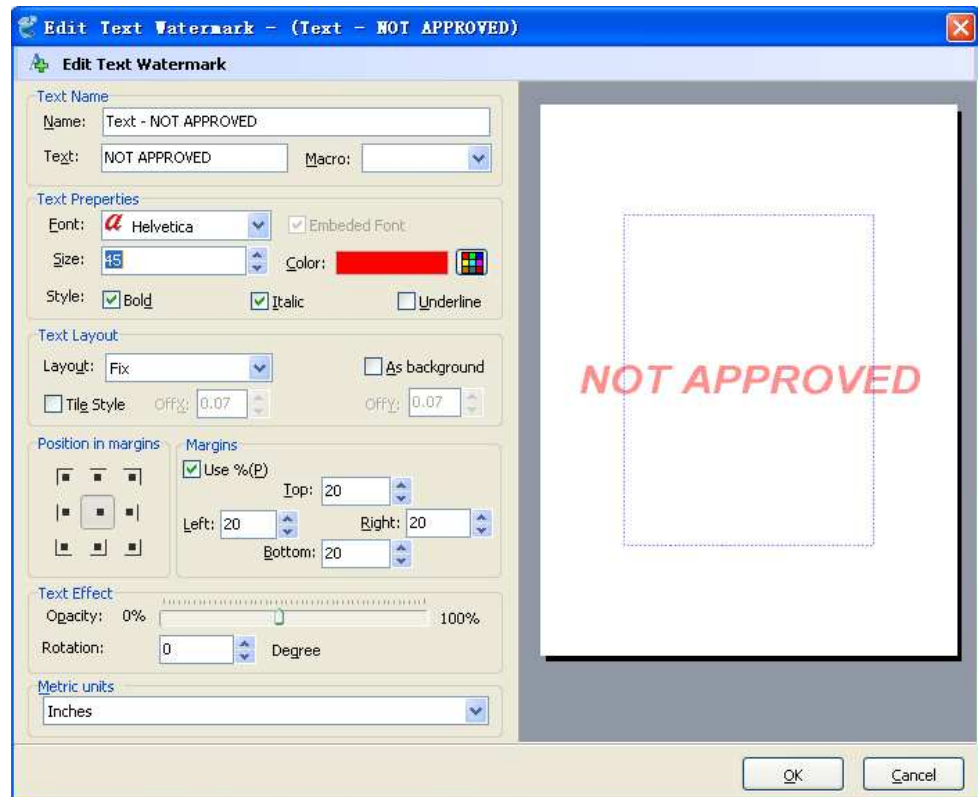 Edit Text Watermark - (Text - NOT APPROVED)
Edit Text Watermark
Text Name
Name: Text - NOT APPROVED
Text: NOT APPROVED Macro:
Text Preperties
Font: a Helvetica Embeded Font
Size: 45 Color:
Style: Bold Italic Underline
Text Layout
Layout: Fix As background
Tile Style OffX: 0.07 OffY: 0.07
Position in margins Margins
Use %(P)
Top: 20
Left: 20 Right: 20
Bottom: 20
Text Effect
Opacity: 0% 100%
Rotation: 0 Degree
Metric units
Inches
NOT APPROVED
OK Cancel